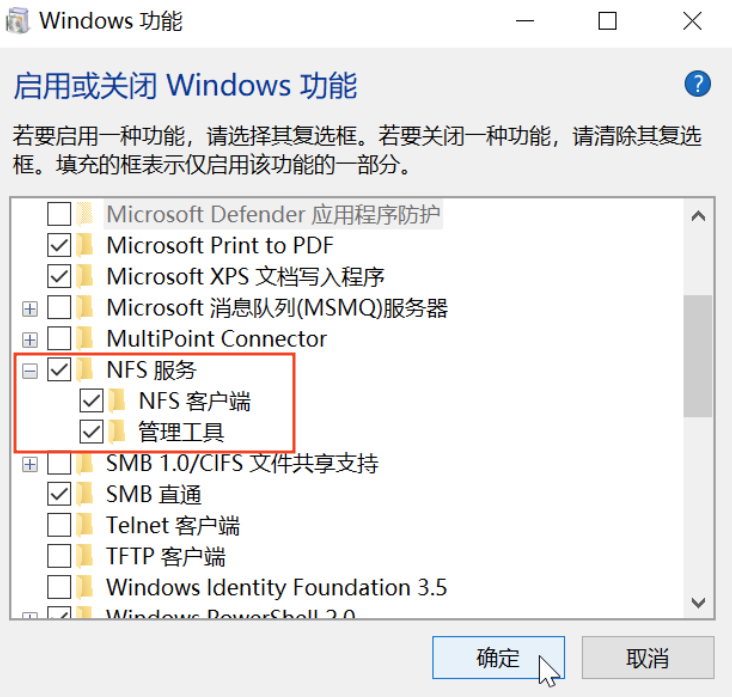 Windows 功能
启用或关闭 Windows 功能
?
若要启用一种功能，请选择其复选框。若要关闭一种功能，请清除其复选
框。填充的框表示仅启用该功能的一部分。
Microsoft Defender 应用程序防护
Microsoft Print to PDF
Microsoft XPS 文档写入程序
Microsoft 消息队列(MSMQ)服务器
MultiPoint Connector
NFS 服务
NFS 客户端
管理工具
SMB 1.0/CIFS 文件共享支持
SMB 直通
Telnet 客户端
TFTP 客户端
Windows Identity Foundation 3.5
Windows PowerShell 2.0
确定
取消